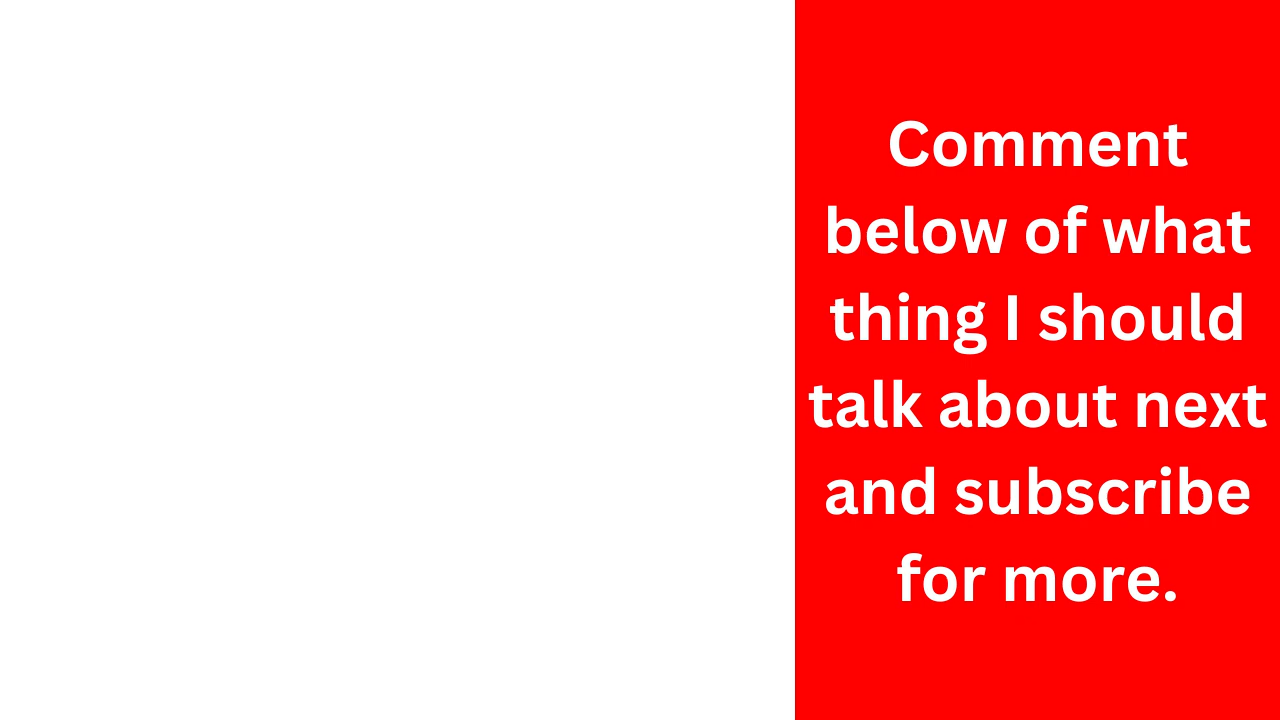 Comment
below of what
thing I should
talk about next
and subscribe
for more.